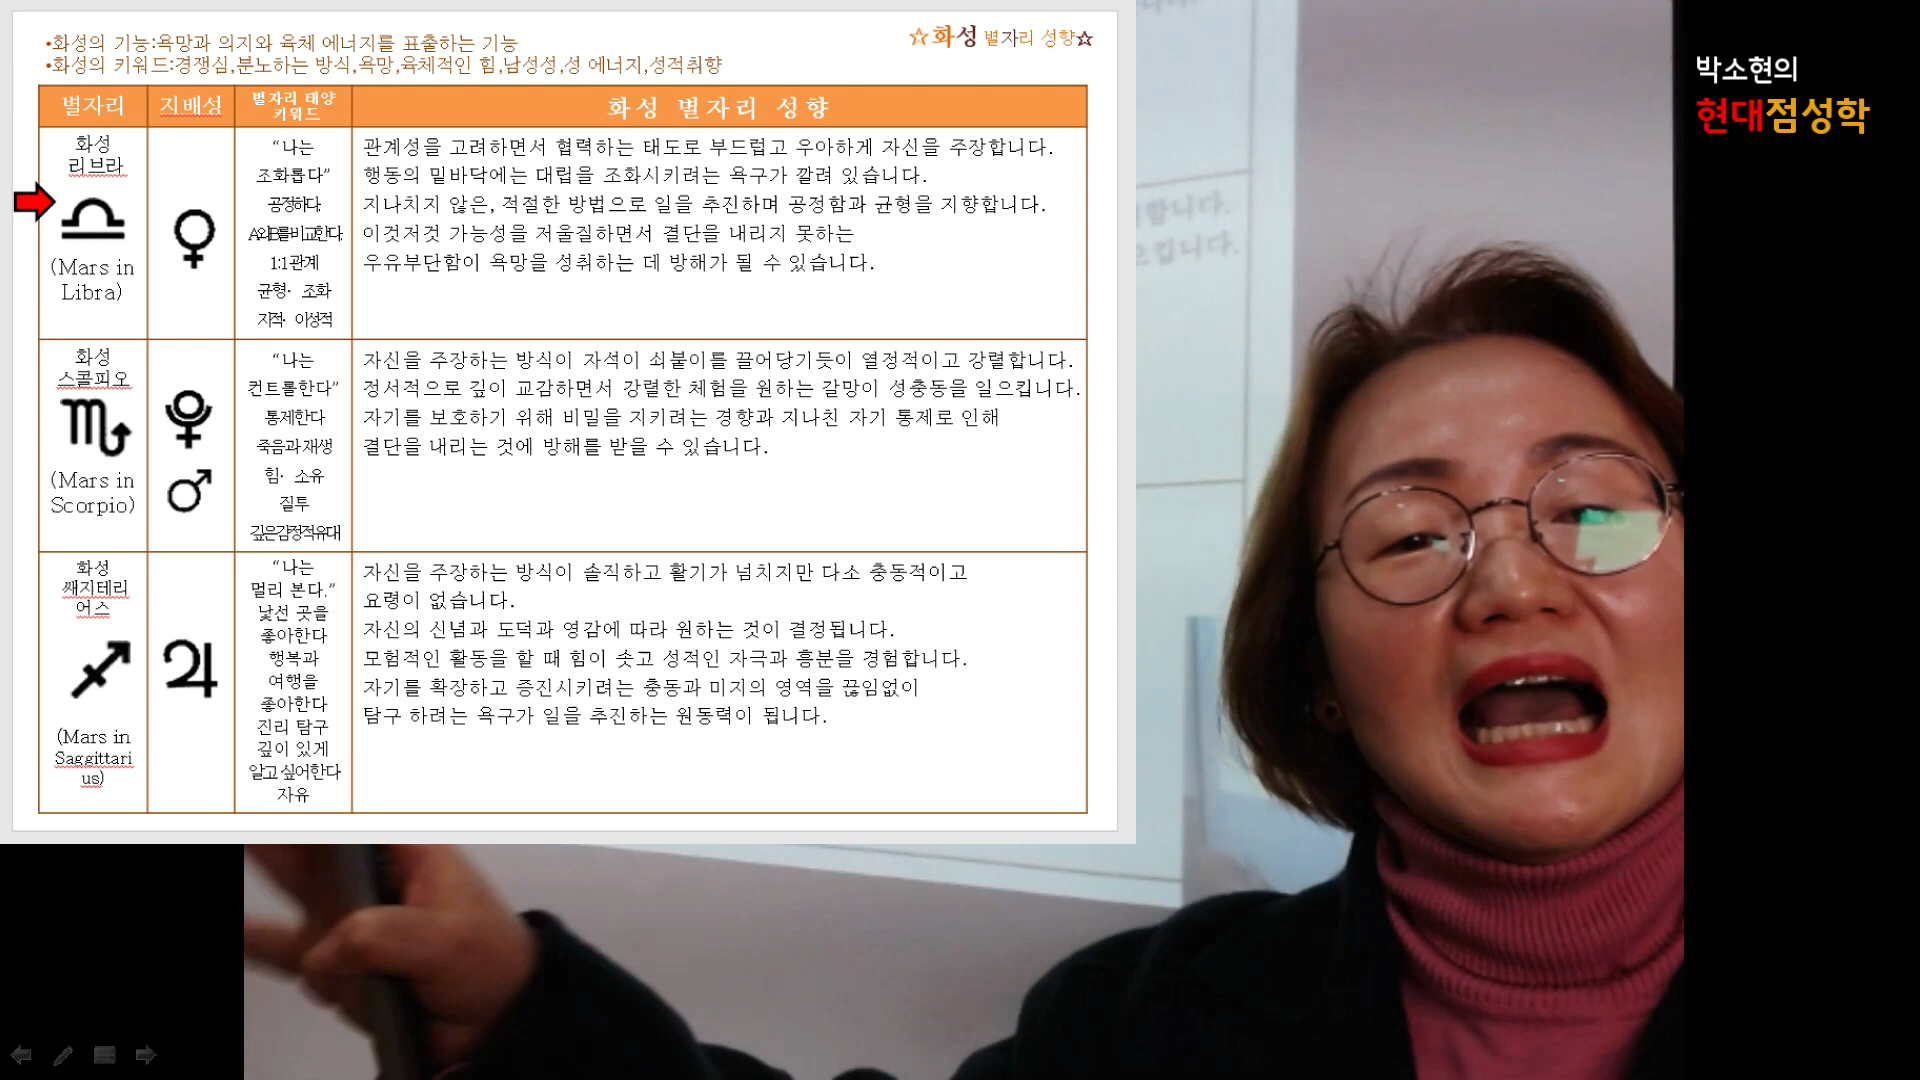 •화성의 기능:욕망과 의지와 육체 에너지를 표출하는 기능
•화성의 키워드:경쟁심,분노하는 방식,욕망,육체적인 힘,남성성,성 에너지,성적취향
☆화성 별자리 성향☆
박소현의
현대점성학
별자리 지배성 별자리 태양 키워드 화성 별자리 성향
화성
리브라
(Mars in
Libra)
“나는
조화롭다”
공정하다.
A와B를비교한다.
1:1관계
균형· 조화
지적· 이성적
관계성을 고려하면서 협력하는 태도로 부드럽고 우아하게 자신을 주장합니다.
행동의 밑바닥에는 대립을 조화시키려는 욕구가 깔려 있습니다.
지나치지 않은, 적절한 방법으로 일을 추진하며 공정함과 균형을 지향합니다.
이것저것 가능성을 저울질하면서 결단을 내리지 못하는
우유부단함이 욕망을 성취하는 데 방해가 될 수 있습니다.
화성
스콜피오
(Mars in
Scorpio)
“나는
컨트롤한다”
통제한다
죽음과재생
힘· 소유
질투
깊은감정적유대
자신을 주장하는 방식이 자석이 쇠붙이를 끌어당기듯이 열정적이고 강렬합니다.
정서적으로 깊이 교감하면서 강렬한 체험을 원하는 갈망이 성충동을 일으킵니다.
자기를 보호하기 위해 비밀을 지키려는 경향과 지나친 자기 통제로 인해
결단을 내리는 것에 방해를 받을 수 있습니다.
화성
쌔지테리
어스
(Mars in
Saggittari
us)
“나는
멀리 본다.”
낯선 곳을
좋아한다
행복과
여행을
좋아한다
진리 탐구
깊이 있게
알고싶어한다
자유
자신을 주장하는 방식이 솔직하고 활기가 넘치지만 다소 충동적이고
요령이 없습니다.
자신의 신념과 도덕과 영감에 따라 원하는 것이 결정됩니다.
모험적인 활동을 할 때 힘이 솟고 성적인 자극과 흥분을 경험합니다.
자기를 확장하고 증진시키려는 충동과 미지의 영역을 끊임없이
탐구 하려는 욕구가 일을 추진하는 원동력이 됩니다.